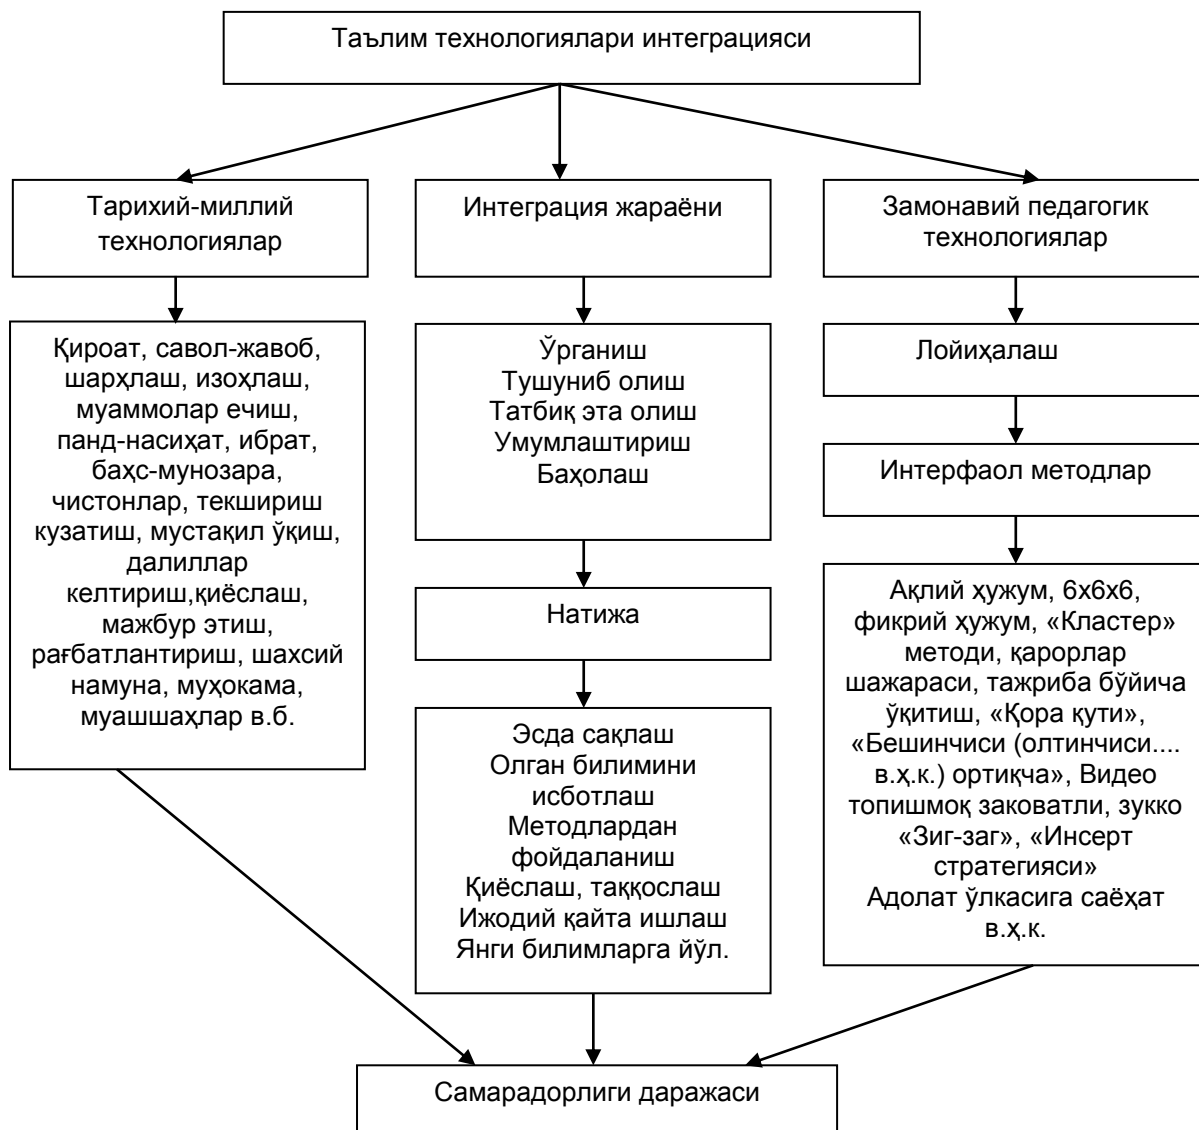 Таълим технологиялари интеграцияси
Тарихий-миллий
технологиялар
Интеграция жараёни
Замонавий педагогик
технологиялар
Қироат, савол-жавоб,
шарҳлаш, изоҳлаш,
муаммолар ечиш,
панд-насиҳат, ибрат,
баҳс-мунозара,
чистонлар, текшириш
кузатиш, мустақил ўқиш,
далиллар
келтириш,қиёслаш,
мажбур этиш,
рағбатлантириш, шахсий
намуна, муҳокама,
муашшаҳлар в.б.
Ўрганиш
Тушуниб олиш
Татбиқ эта олиш
Умумлаштириш
Баҳолаш
Натижа
Эсда сақлаш
Олган билимини
исботлаш
Методлардан
фойдаланиш
Қиёслаш, таққослаш
Ижодий қайта ишлаш
Янги билимларга йўл.
Лойиҳалаш
Интерфаол методлар
Ақлий ҳужум, 6х6х6,
фикрий ҳужум, «Кластер»
методи, қарорлар
шажараси, тажриба бўйича
ўқитиш, «Қора қути»,
«Бешинчиси (олтинчиси....
в.ҳ.к.) ортиқча», Видео
топишмоқ заковатли, зукко
«Зиг-заг», «Инсерт
стратегияси»
Адолат ўлкасига саёҳат
в.ҳ.к.
Самарадорлиги даражаси